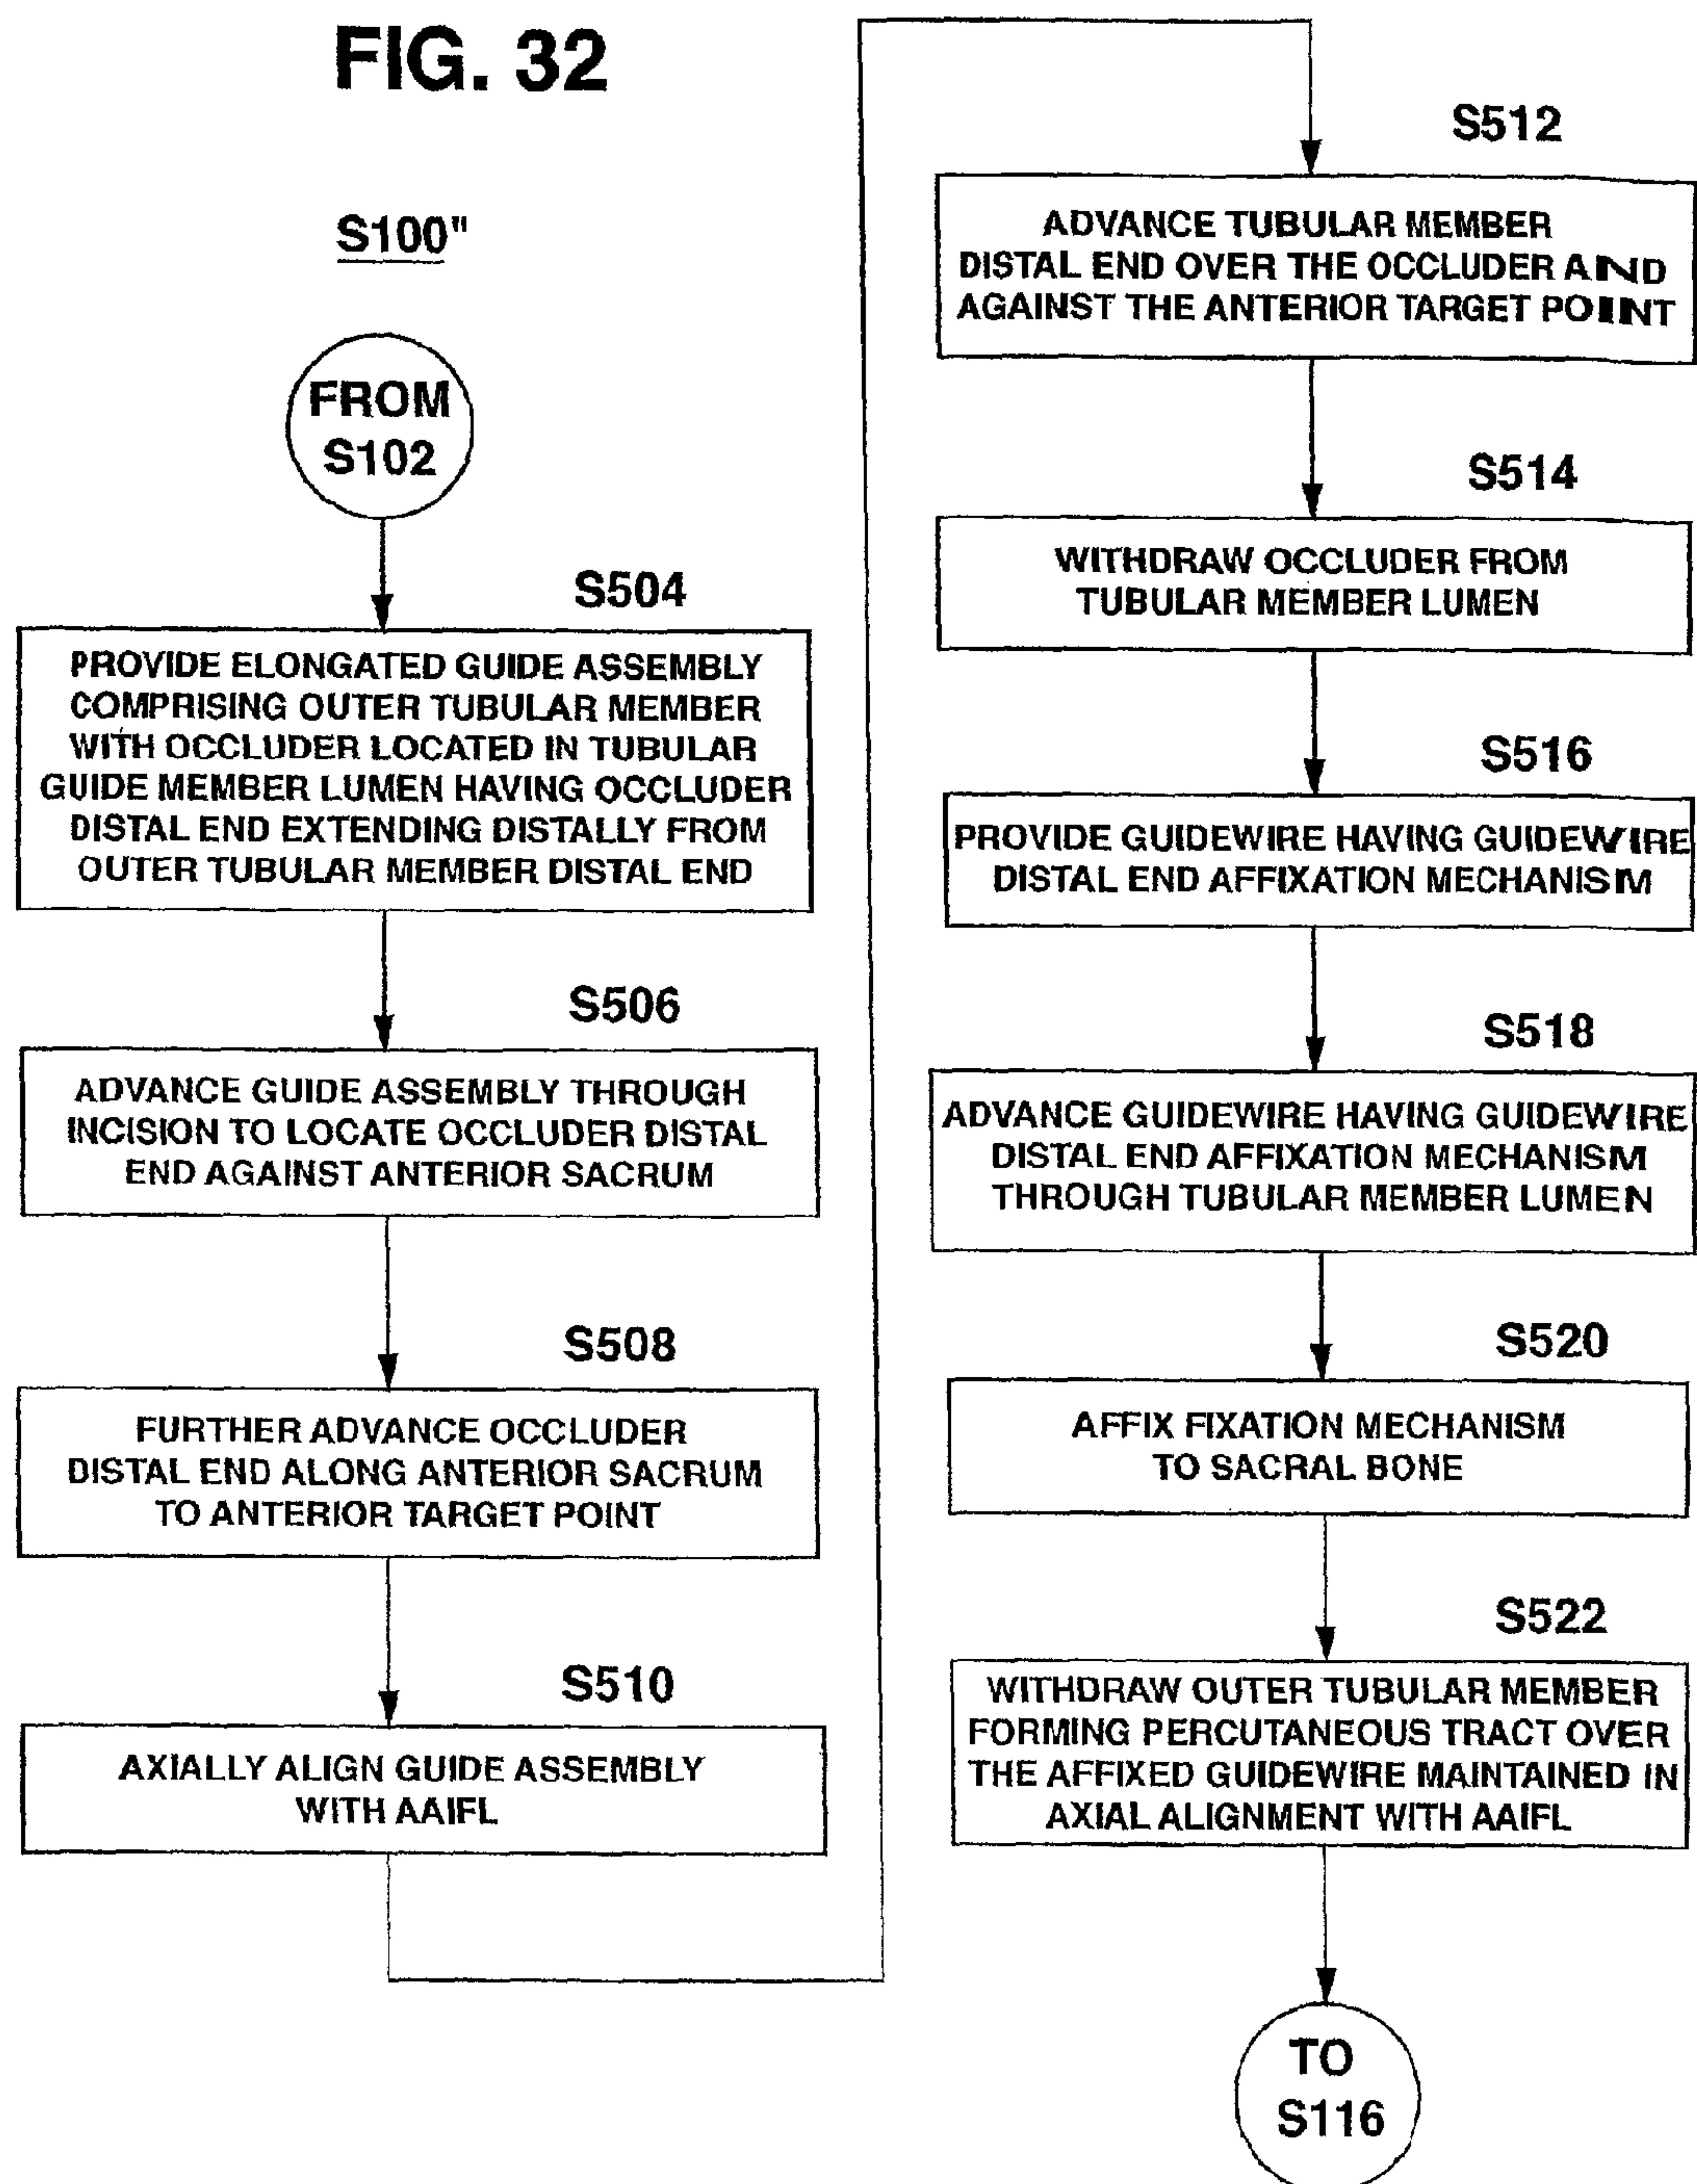 FIG. 32
S100"
FROM
S102
S504
PROVIDE ELONGATED GUIDE ASSEMBLY
COMPRISING OUTER TUBULAR MEMBER
WITH OCCLUDER LOCATED IN TUBULAR
GUIDE MEMBER LUMEN HAVING OCCLUDER
DISTAL END EXTENDING DISTALLY FROM
OUTER TUBULAR MEMBER DISTAL END
S506
ADVANCE GUIDE ASSEMBLY THROUGH
INCISION TO LOCATE OCCLUDER DISTAL
END AGAINST ANTERIOR SACRUM
S508
FURTHER ADVANCE OCCLUDER
DISTAL END ALONG ANTERIOR SACRUM
TO ANTERIOR TARGET POINT
S510
AXIALLY ALIGN GUIDE ASSEMBLY
WITH AAIFL
S512
ADVANCE TUBULAR MEMBER
DISTAL END OVER THE OCCLUDER AND
AGAINST THE ANTERIOR TARGET POINT
S514
WITHDRAW OCCLUDER FROM
TUBULAR MEMBER LUMEN
S516
PROVIDE GUIDEWIRE HAVING GUIDEWIRE
DISTAL END AFFIXATION MECHANISM
S518
ADVANCE GUIDEWIRE HAVING GUIDEWIRE
DISTAL END AFFIXATION MECHANISM
THROUGH TUBULAR MEMBER LUMEN
S520
AFFIX FIXATION MECHANISM
TO SACRAL BONE
S522
WITHDRAW OUTER TUBULAR MEMBER
FORMING PERCUTANEOUS TRACT OVER
THE AFFIXED GUIDEWIRE MAINTAINED IN
AXIAL ALIGNMENT WITH AAIFL
TO
S116